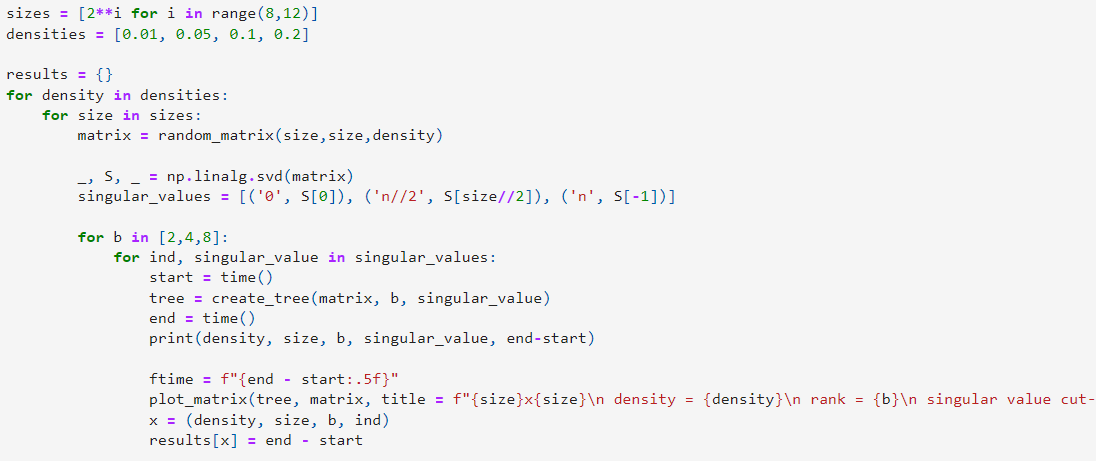 sizes = [2**i for i in range(8,12)]
densities = [0.01, 0.05, 0.1, 0.2]

results = {}
for density in densities:
    for size in sizes:
        matrix = random_matrix(size,size,density)

        _, S, _ = np.linalg.svd(matrix)
        singular_values = [('0', S[0]), ('n//2', S[size//2]), ('n', S[-1])]

        for b in [2,4,8]:
            for ind, singular_value in singular_values:
                start = time()
                tree = create_tree(matrix, b, singular_value)
                end = time()
                print(density, size, b, singular_value, end-start)

                ftime = f"{end - start:.5f}"
                plot_matrix(tree, matrix, title = f"{size}x{size}\n density = {density}\n rank = {b}\n singular value cut-
                x = (density, size, b, ind)
                results[x] = end - start